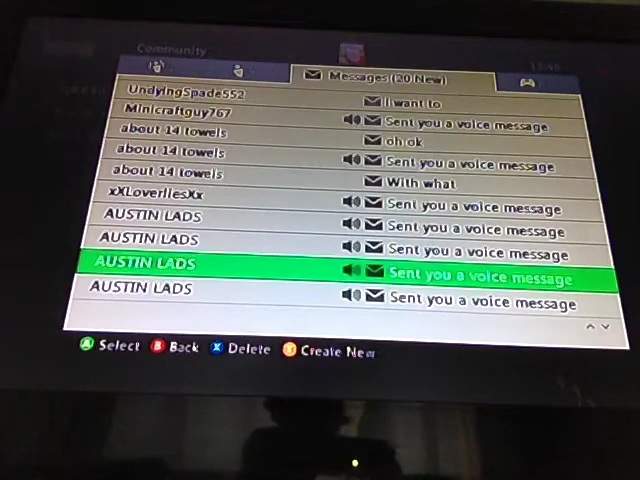 Community
Messages (20 New)
UndyingSpade552 I want to
Minicraftguy767 Sent you a voice message
about 14 towels oh ok
about 14 towels Sent you a voice message
about 14 towels With what
xXLoverliesXx Sent you a voice message
AUSTIN LADS Sent you a voice message
AUSTIN LADS Sent you a voice message
AUSTIN LADS Sent you a voice message
AUSTIN LADS Sent you a voice message
A Select B Back X Delete Y Create New